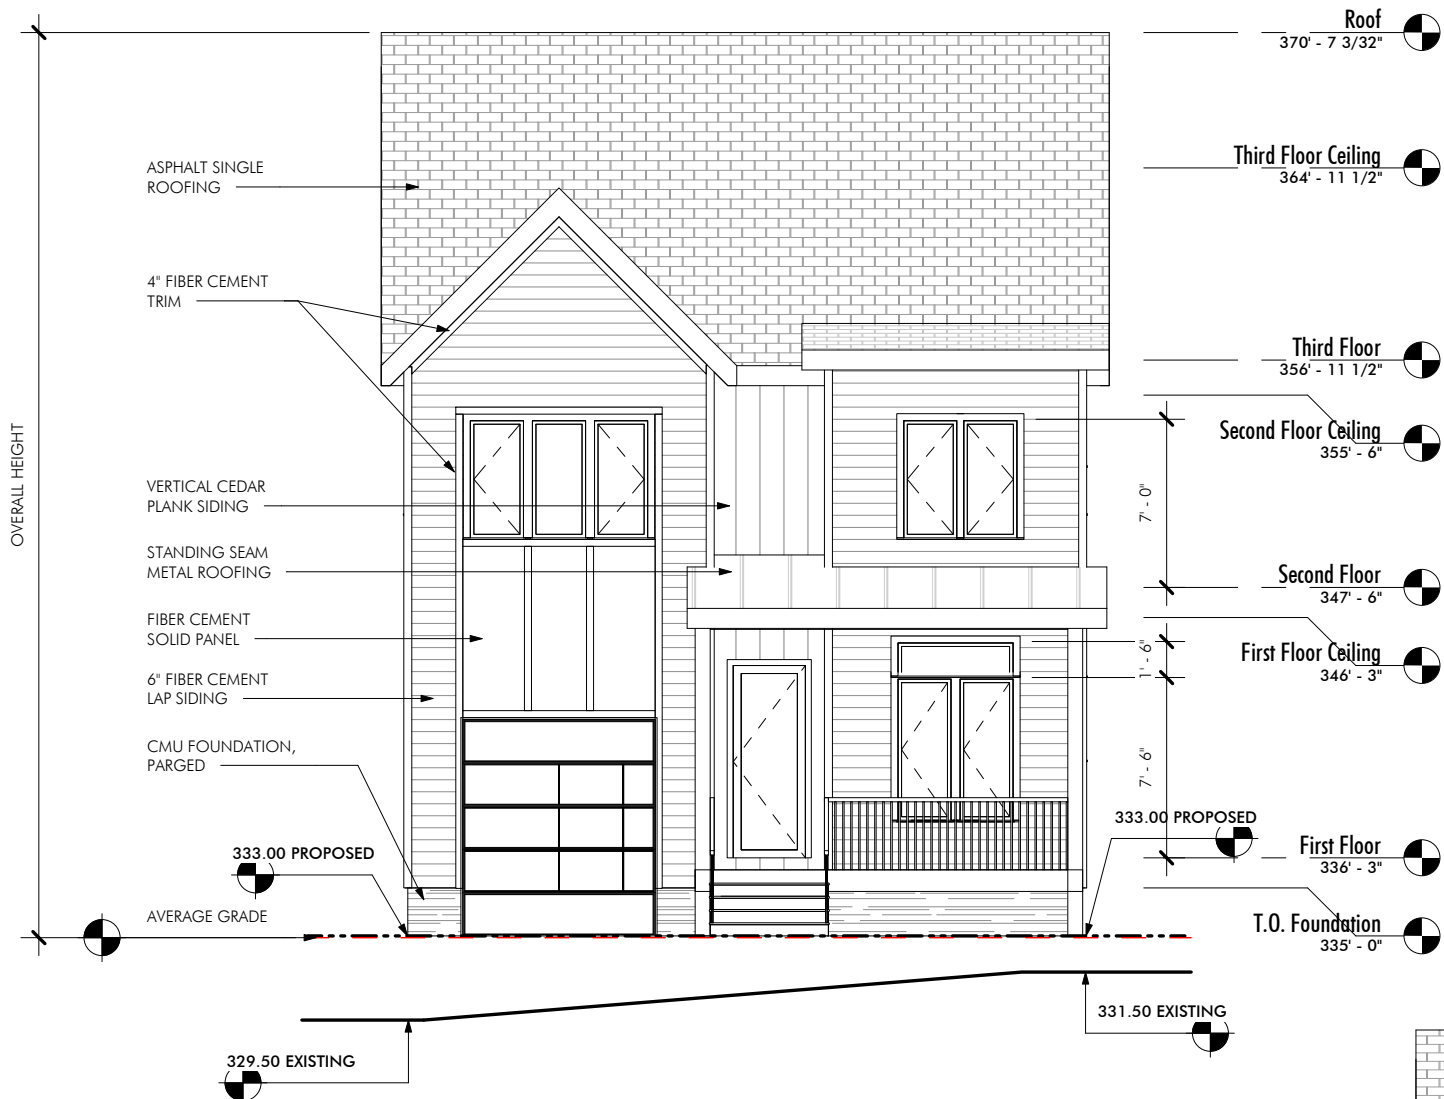 Roof
370' - 7 3/32"
Third Floor Ceiling
364' - 11 1/2"
ASPHALT SINGLE
ROOFING
4" FIBER CEMENT
TRIM
Third Floor
356' - 11 1/2"
Second Floor Ceiling
355' - 6"
OVERALL HEIGHT
VERTICAL CEDAR
PLANK SIDING
7' - 0"
STANDING SEAM
METAL ROOFING
Second Floor
347' - 6"
FIBER CEMENT
SOLID PANEL
1' - 6"
First Floor Ceiling
346' - 3"
6" FIBER CEMENT
LAP SIDING
CMU FOUNDATION,
PARGED
7' - 6"
333.00 PROPOSED
333.00 PROPOSED
First Floor
336' - 3"
AVERAGE GRADE
T.O. Foundation
335' - 0"
331.50 EXISTING
329.50 EXISTING